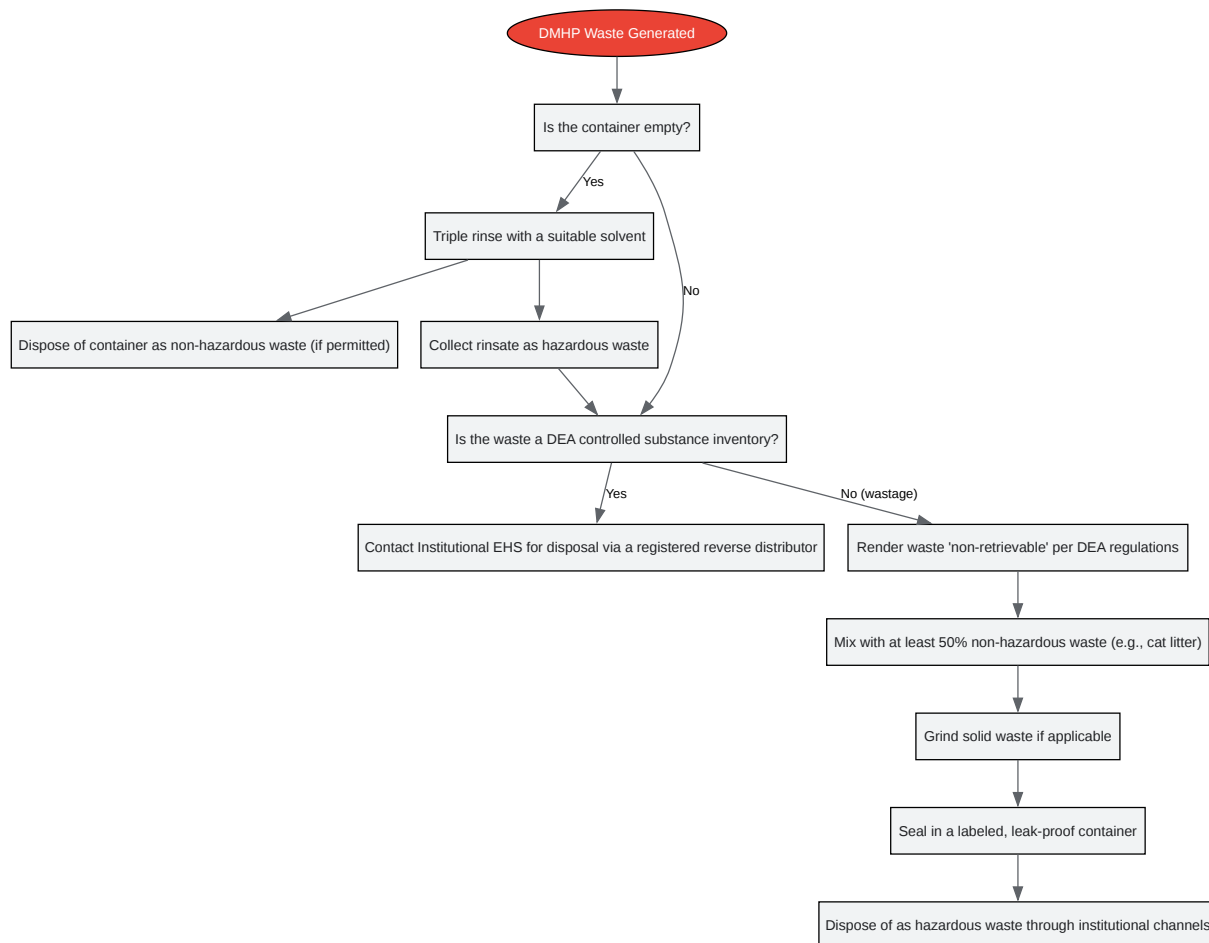 DMHP Waste Generated
Is the container empty?
Yes
Triple rinse with a suitable solvent
No
Dispose of container as non-hazardous waste (if permitted)
Collect rinsate as hazardous waste
Is the waste a DEA controlled substance inventory?
Yes
No (wastage)
Contact Institutional EHS for disposal via a registered reverse distributor
Render waste 'non-retrievable' per DEA regulations
Mix with at least 50% non-hazardous waste (e.g., cat litter)
Grind solid waste if applicable
Seal in a labeled, leak-proof container
Dispose of as hazardous waste through institutional channels